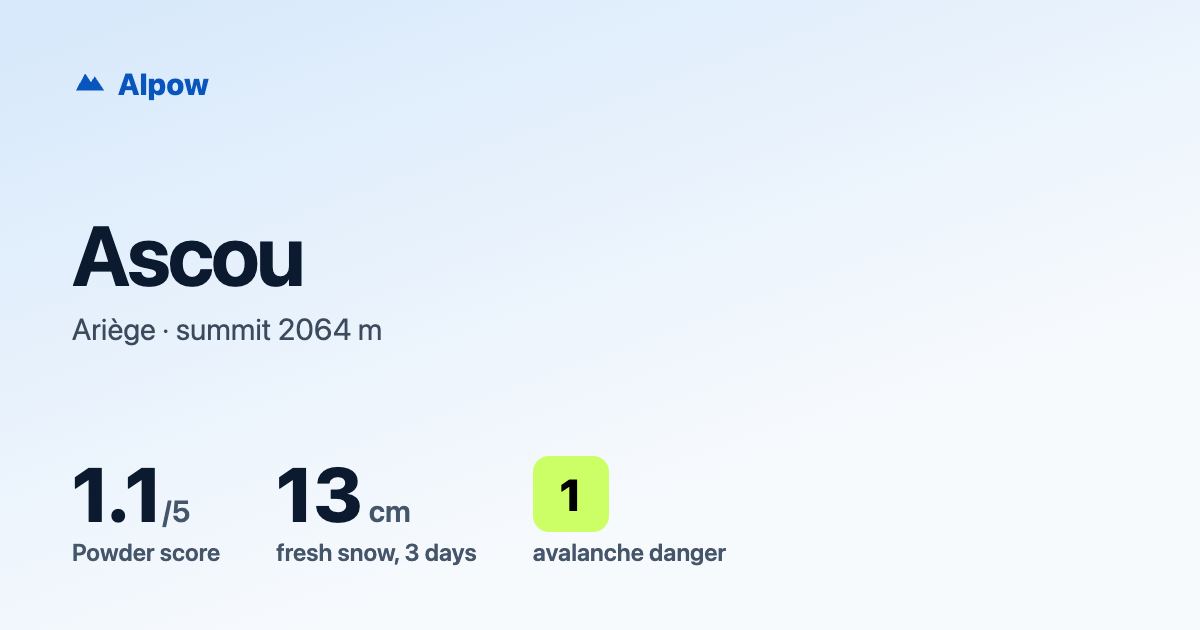 Alpow
Ascou
Ariège · summit 2064 m
1.1/5 13 cm 1
Powder score fresh snow, 3 days avalanche danger